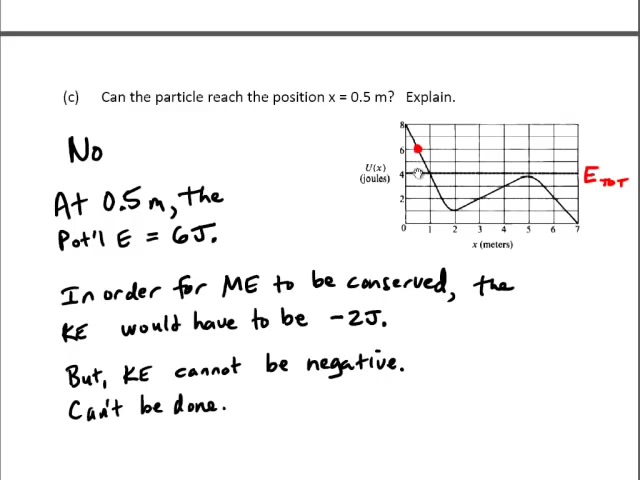 (c) Can the particle reach the position x = 0.5 m? Explain.
No
At 0.5 m, the
Pot'l E = 6J.
In order for ME to be conserved, the
KE would have to be -2J.
But, KE cannot be negative.
Can't be done.
8
6
U(x)
(joules)
4
2
0 1 2 3 4 5 6 7
x (meters)
E TOT